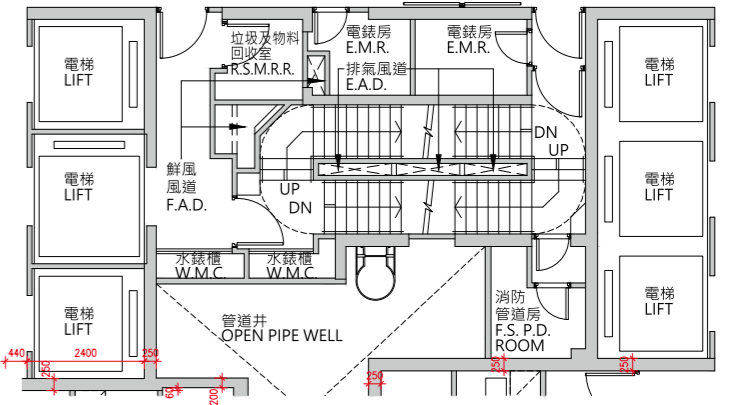 電梯
LIFT
垃圾及物料
回收室
R.S.M.R.R.
電錶房
E.M.R.
電錶房
E.M.R.
電梯
LIFT
排氣風道
E.A.D.
DN
UP
電梯
LIFT
鮮風
風道
F.A.D.
UP
DN
電梯
LIFT
水錶櫃
W.M.C.
水錶櫃
W.M.C.
電梯
LIFT
管道井
OPEN PIPE WELL
消防
管道房
F.S. P.D.
ROOM
電梯
LIFT
440
2400
250
250
60
200
250
250
250